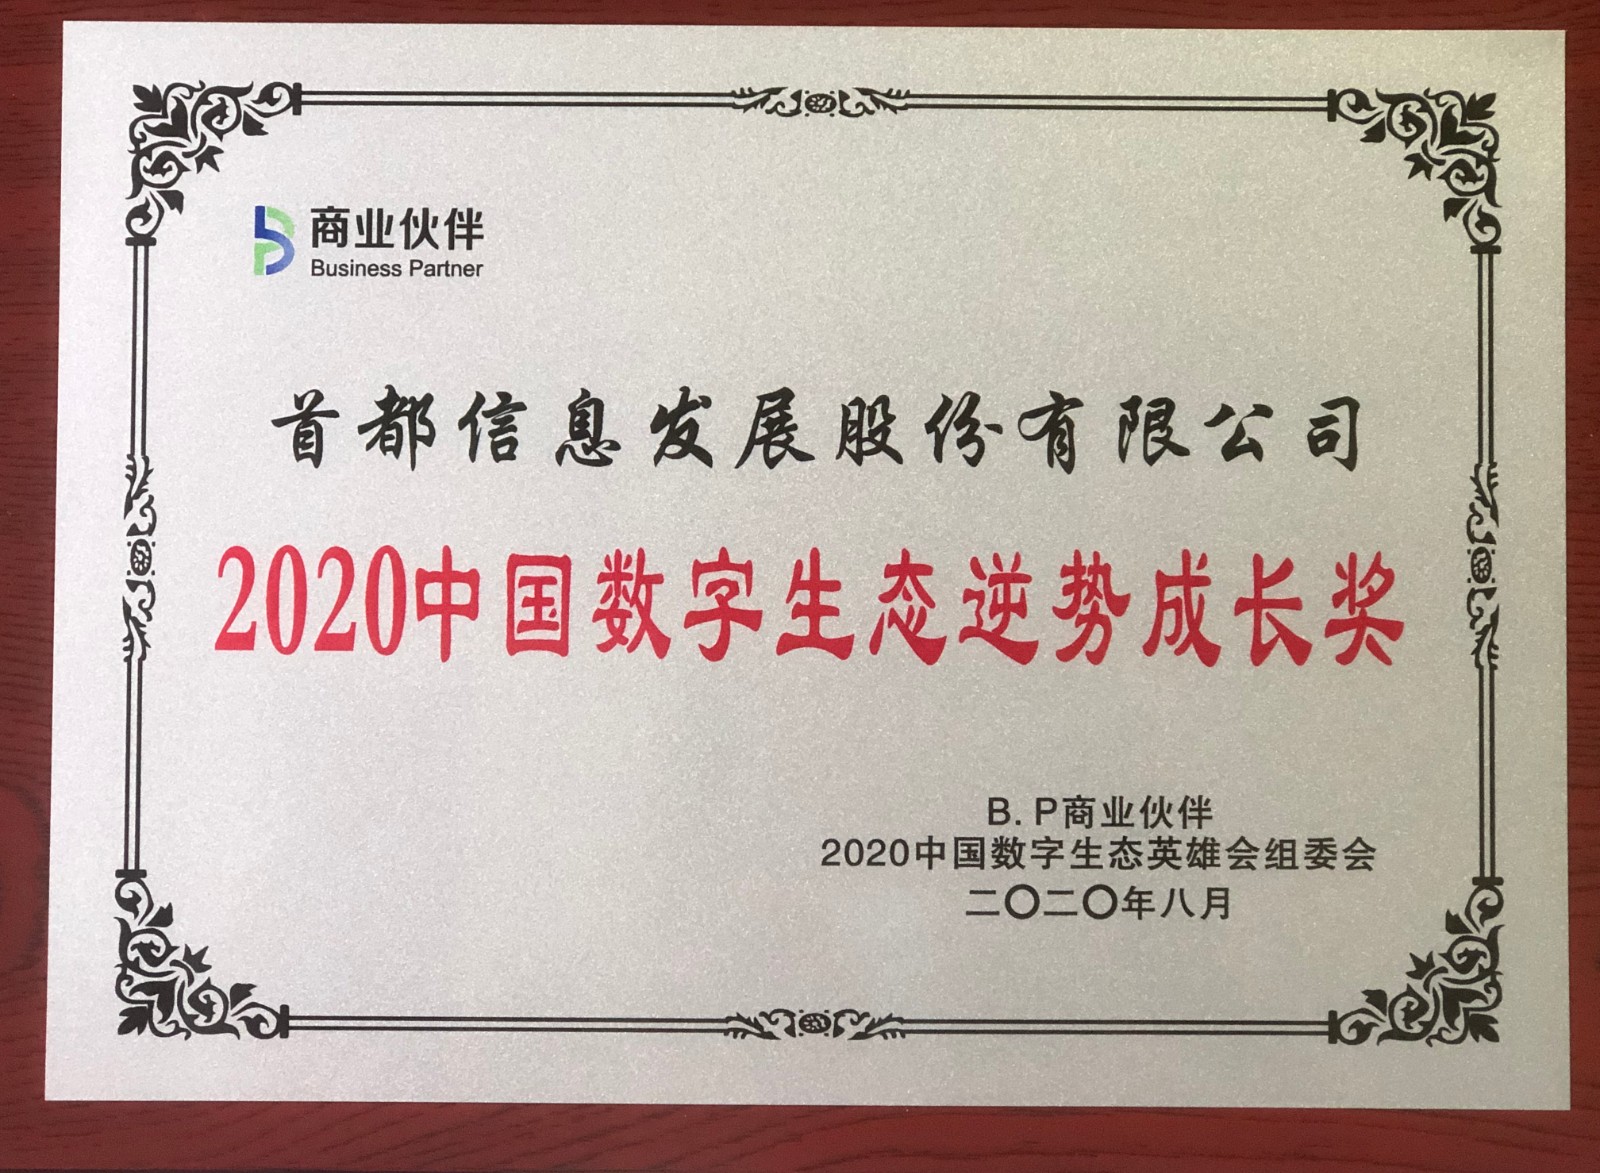 商业伙伴
Business Partner
首都信息发展股份有限公司
2020中国数字生态逆势成长奖
B.P商业伙伴
2020中国数字生态英雄会组委会
二〇二〇年八月